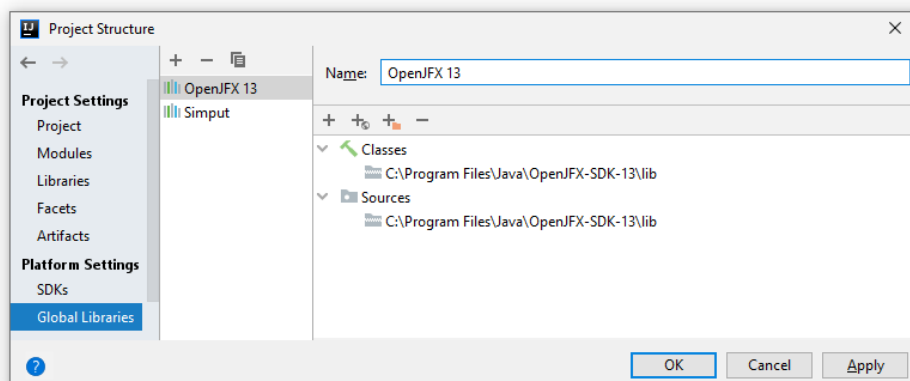 IJ
Project Structure
Project Settings
Project
Modules
Libraries
Facets
Artifacts
Platform Settings
SDKs
Global Libraries
OpenJFX 13
Simput
Name: OpenJFX 13
Classes
C:\Program Files\Java\OpenJFX-SDK-13\lib
Sources
C:\Program Files\Java\OpenJFX-SDK-13\lib
?
OK Cancel Apply